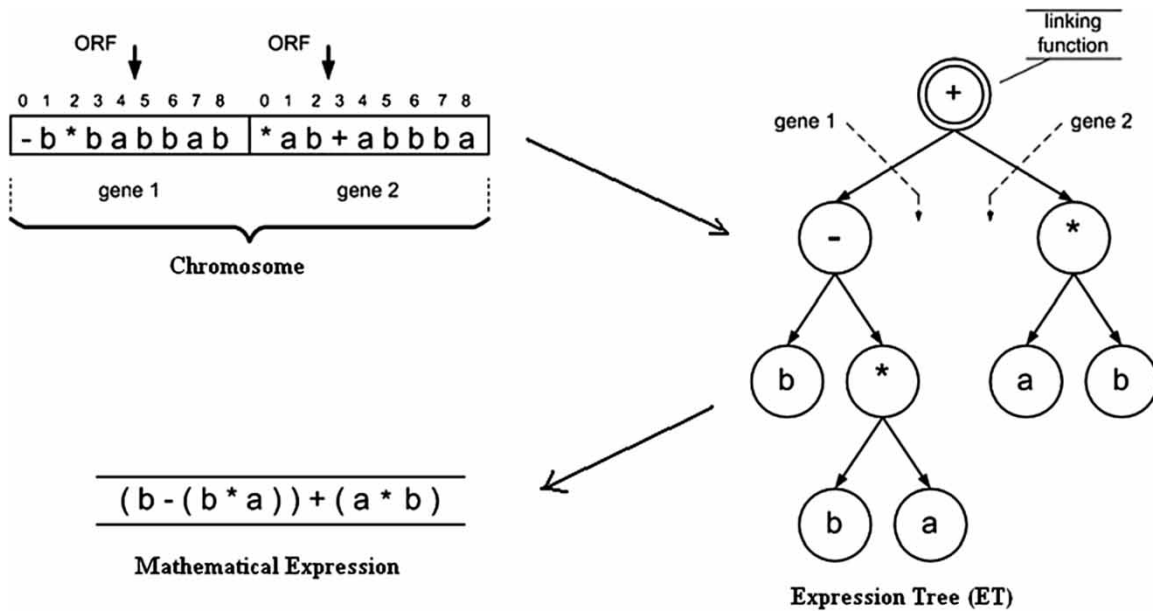 ORF ORF
0 1 2 3 4 5 6 7 8 0 1 2 3 4 5 6 7 8
- b * b a b b a b * a b + a b b b a
gene 1 gene 2
Chromosome
linking
function
+
gene 1 gene 2
- *
b * a b
b a
Expression Tree (ET)
(b - (b * a)) + (a * b)
Mathematical Expression